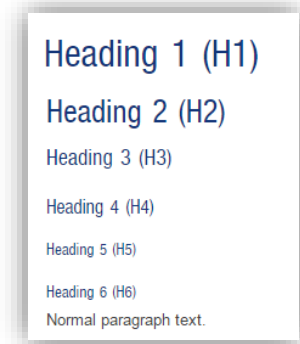 Heading 1 (H1)
Heading 2 (H2)
Heading 3 (H3)
Heading 4 (H4)
Heading 5 (H5)
Heading 6 (H6)
Normal paragraph text.